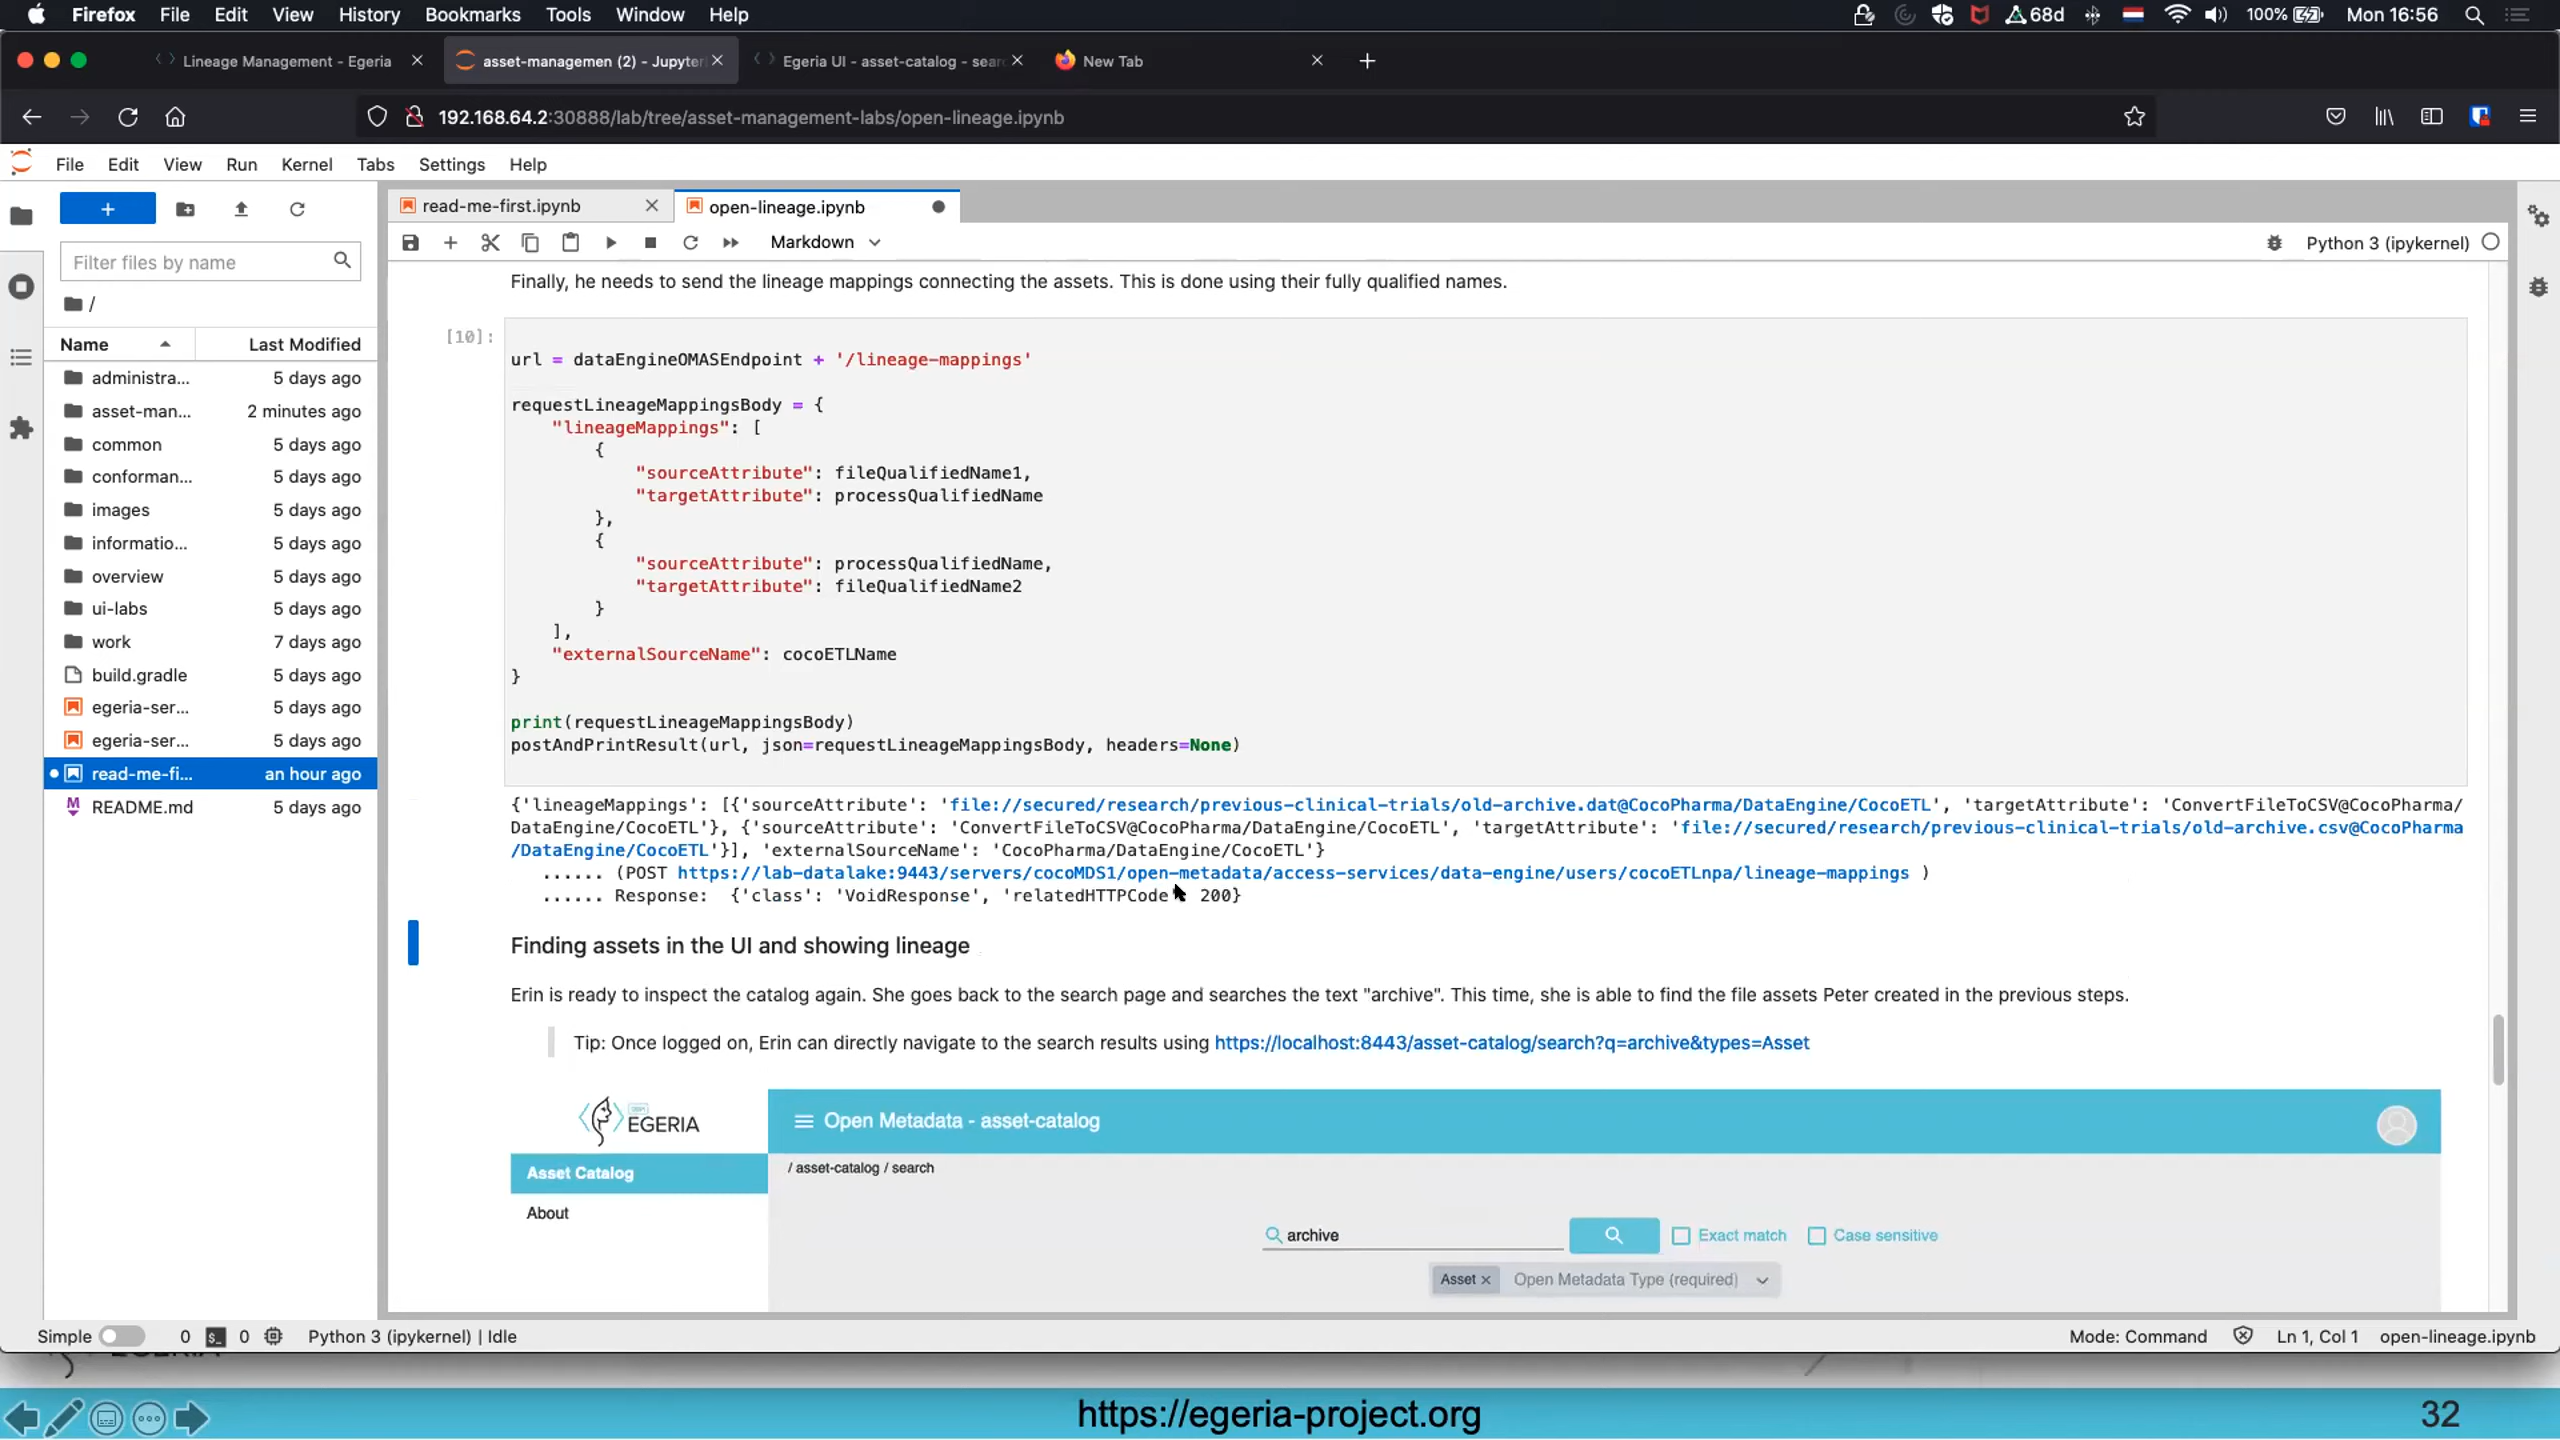 Firefox File Edit View History Bookmarks Tools Window Help 68d 100% Mon 16:56
Lineage Management - Egeria
asset-managemen (2) - Jupyter
Egeria UI - asset-catalog - sear
New Tab
192.168.64.2:30888/lab/tree/asset-management-labs/open-lineage.ipynb
File Edit View Run Kernel Tabs Settings Help
read-me-first.ipynb
open-lineage.ipynb
Markdown
Python 3 (ipykernel)
Filter files by name
/
Name Last Modified
administra... 5 days ago
asset-man... 2 minutes ago
common 5 days ago
conforman... 5 days ago
images 5 days ago
informatio... 5 days ago
overview 5 days ago
ui-labs 5 days ago
work 7 days ago
build.gradle 5 days ago
egeria-ser... 5 days ago
egeria-ser... 5 days ago
read-me-fi... an hour ago
README.md 5 days ago
Finally, he needs to send the lineage mappings connecting the assets. This is done using their fully qualified names.
[10]:
url = dataEngineOMASEndpoint + '/lineage-mappings'
requestLineageMappingsBody = {
"lineageMappings": [
{
"sourceAttribute": fileQualifiedName1,
"targetAttribute": processQualifiedName
},
{
"sourceAttribute": processQualifiedName,
"targetAttribute": fileQualifiedName2
}
],
"externalSourceName": cocoETLName
}
print(requestLineageMappingsBody)
postAndPrintResult(url, json=requestLineageMappingsBody, headers=None)
{'lineageMappings': [{'sourceAttribute': 'file://secured/research/previous-clinical-trials/old-archive.dat@CocoPharma/DataEngine/CocoETL', 'targetAttribute': 'ConvertFileToCSV@CocoPharma/
DataEngine/CocoETL'}, {'sourceAttribute': 'ConvertFileToCSV@CocoPharma/DataEngine/CocoETL', 'targetAttribute': 'file://secured/research/previous-clinical-trials/old-archive.csv@CocoPharma
/DataEngine/CocoETL'}], 'externalSourceName': 'CocoPharma/DataEngine/CocoETL'}
...... (POST https://lab-datalake:9443/servers/cocoMDS1/open-metadata/access-services/data-engine/users/cocoETLnpa/lineage-mappings )
...... Response: {'class': 'VoidResponse', 'relatedHTTPCode 200}
Finding assets in the UI and showing lineage
Erin is ready to inspect the catalog again. She goes back to the search page and searches the text "archive". This time, she is able to find the file assets Peter created in the previous steps.
Tip: Once logged on, Erin can directly navigate to the search results using https://localhost:8443/asset-catalog/search?q=archive&types=Asset
EGERIA
Open Metadata - asset-catalog
Asset Catalog
/ asset-catalog / search
About
archive
Exact match
Case sensitive
Asset
Open Metadata Type (required)
Simple 0 0 Python 3 (ipykernel) | Idle
Mode: Command Ln 1, Col 1 open-lineage.ipynb
https://egeria-project.org
32